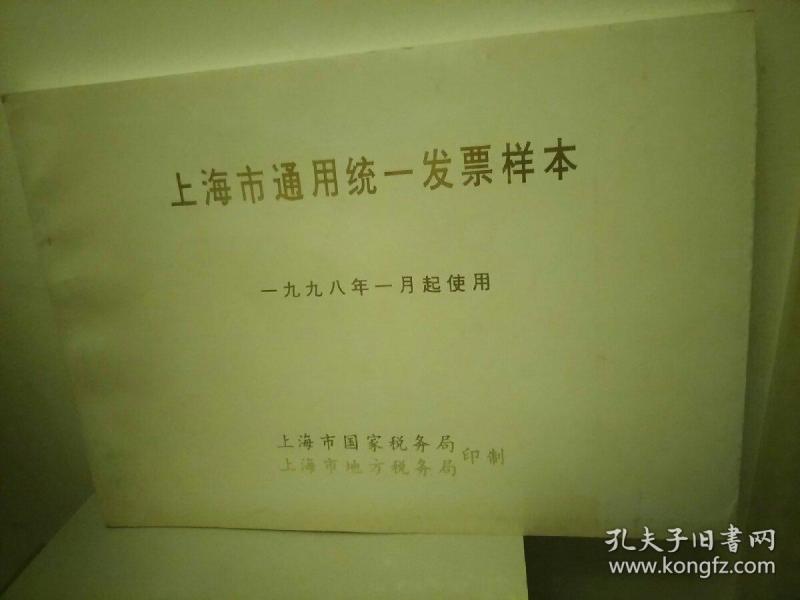 上海市通用统一发票样本
一九九八年一月起使用
上海市国家税务局
上海市地方税务局
印制
孔夫子旧书网
www.kongfz.com